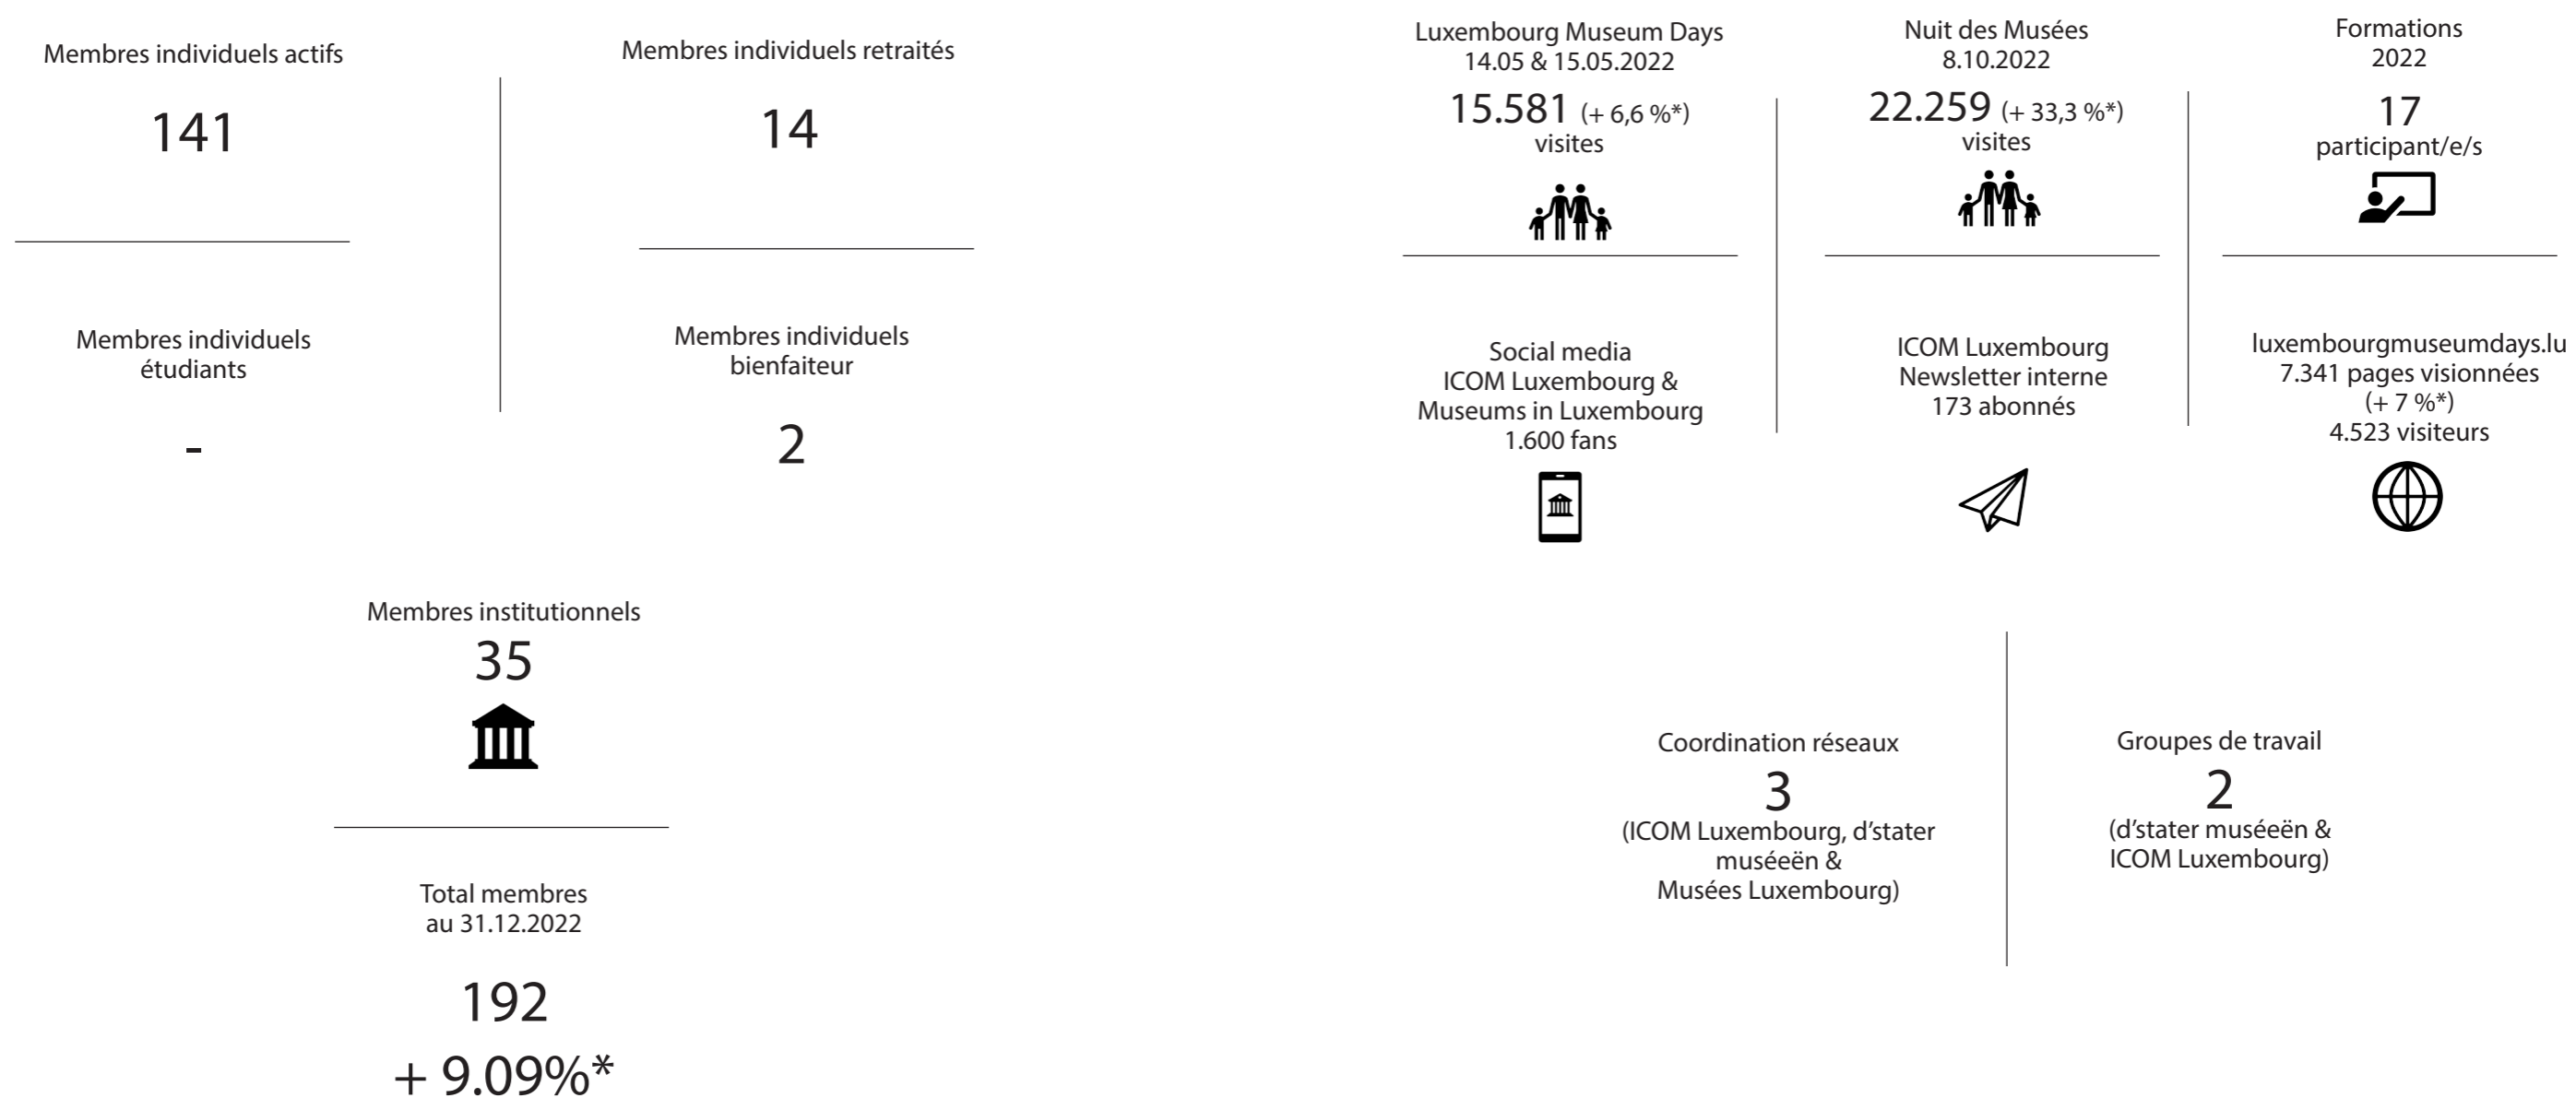 Membres individuels actifs
141
Membres individuels retraités
14
Membres individuels
étudiants
-
Membres individuels
bienfaiteur
2
Membres institutionnels
35
Total membres
au 31.12.2022
192
+ 9.09%*
Luxembourg Museum Days
14.05 & 15.05.2022
15.581 (+ 6,6 %*)
visites
Nuit des Musées
8.10.2022
22.259 (+ 33,3 %*)
visites
Formations
2022
17
participant/e/s
Social media
ICOM Luxembourg &
Museums in Luxembourg
1.600 fans
ICOM Luxembourg
Newsletter interne
173 abonnés
luxembourgmuseumdays.lu
7.341 pages visionnées
(+ 7 %*)
4.523 visiteurs
Coordination réseaux
3
(ICOM Luxembourg, d’stater
muséeën &
Musées Luxembourg)
Groupes de travail
2
(d’stater muséeën &
ICOM Luxembourg)